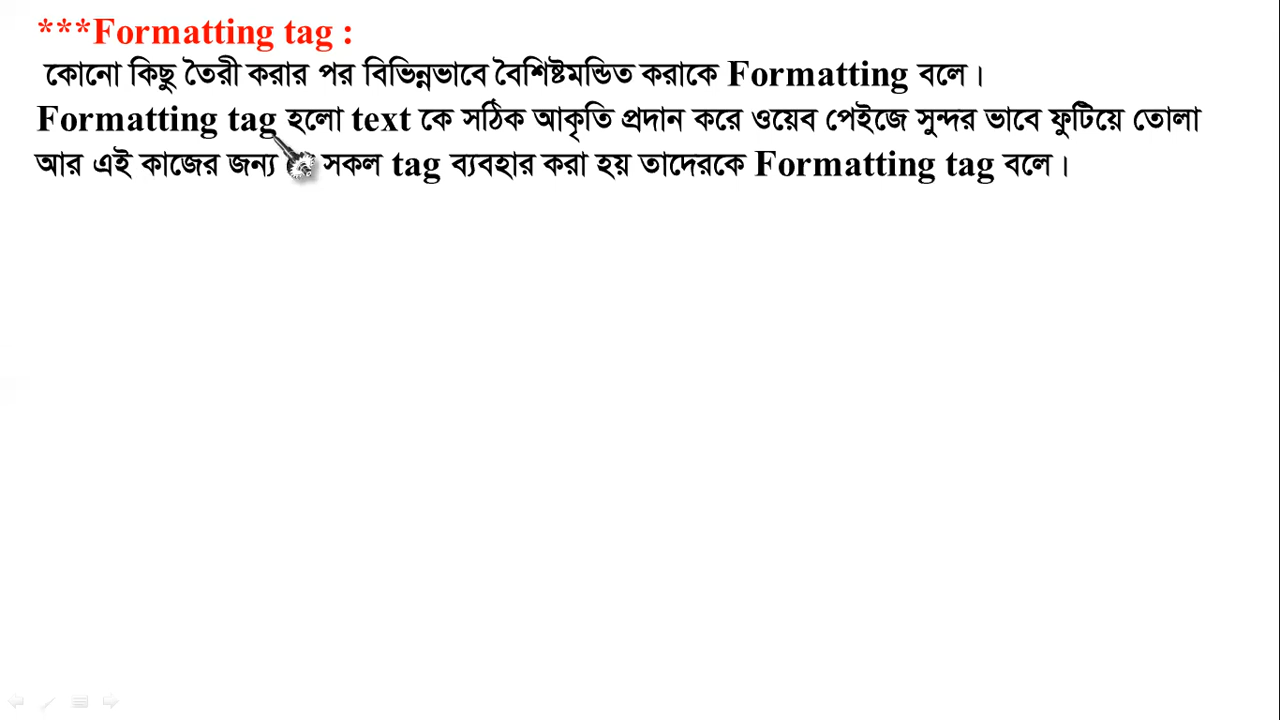 ***Formatting tag :
কোনো কিছু তৈরী করার পর বিভিন্নভাবে বৈশিষ্টমন্ডিত করাকে Formatting বলে।
Formatting tag হলো text কে সঠিক আকৃতি প্রদান করে ওয়েব পেইজে সুন্দর ভাবে ফুটিয়ে তোলা
আর এই কাজের জন্য সকল tag ব্যবহার করা হয় তাদেরকে Formatting tag বলে।